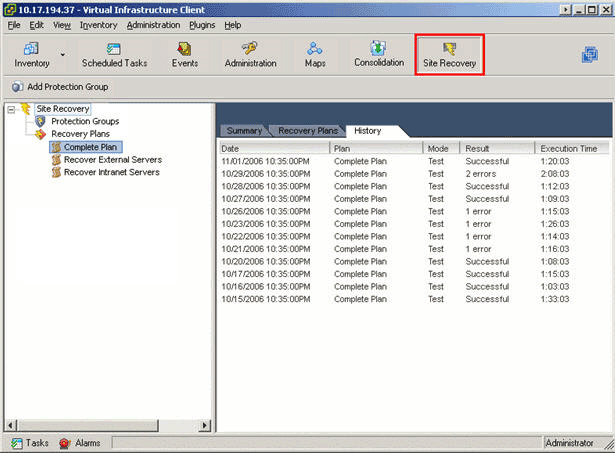 10.17.194.37 - Virtual Infrastructure Client
File Edit View Inventory Administration Plugins Help
Inventory Scheduled Tasks Events Administration Maps Consolidation Site Recovery
Add Protection Group
Site Recovery
Protection Groups
Recovery Plans
Complete Plan
Recover External Servers
Recover Intranet Servers
Summary Recovery Plans History
Date Plan Mode Result Execution Time
11/01/2006 10:35:00PM Complete Plan Test Successful 1:20:03
10/29/2006 10:35:00PM Complete Plan Test 2 errors 2:08:03
10/28/2006 10:35:00PM Complete Plan Test Successful 1:12:03
10/27/2006 10:35:00PM Complete Plan Test Successful 1:09:03
10/26/2006 10:35:00PM Complete Plan Test 1 error 1:15:03
10/23/2006 10:35:00PM Complete Plan Test 1 error 1:26:03
10/22/2006 10:35:00PM Complete Plan Test 1 error 1:14:03
10/21/2006 10:35:00PM Complete Plan Test 1 error 1:16:03
10/20/2006 10:35:00PM Complete Plan Test Successful 1:08:03
10/17/2006 10:35:00PM Complete Plan Test Successful 1:15:03
10/16/2006 10:35:00PM Complete Plan Test Successful 1:03:03
10/15/2006 10:35:00PM Complete Plan Test Successful 1:33:03
Tasks Alarms Administrator